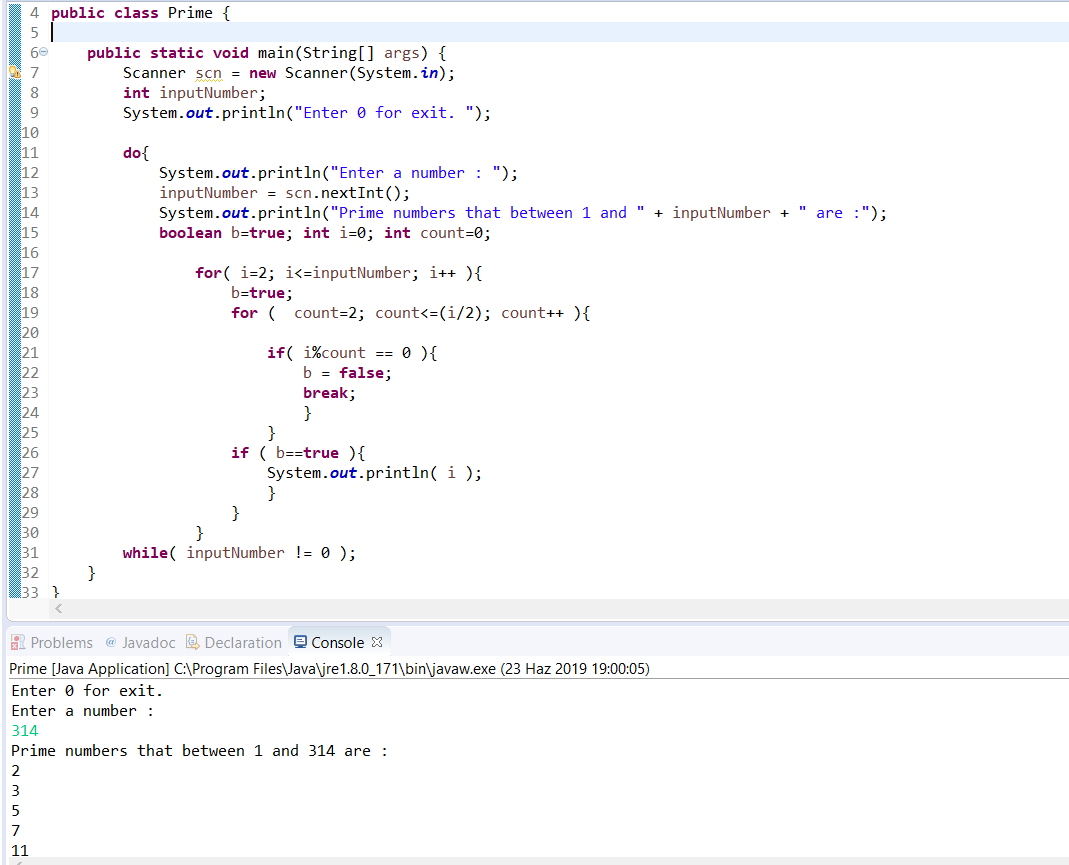 4 public class Prime {
5
6 public static void main(String[] args) {
7 Scanner scn = new Scanner(System.in);
8 int inputNumber;
9 System.out.println("Enter 0 for exit. ");
10
11 do{
12 System.out.println("Enter a number : ");
13 inputNumber = scn.nextInt();
14 System.out.println("Prime numbers that between 1 and " + inputNumber + " are :");
15 boolean b=true; int i=0; int count=0;
16
17 for( i=2; i<=inputNumber; i++ ){
18 b=true;
19 for (  count=2; count<=(i/2); count++ ){
20
21 if( i%count == 0 ){
22 b = false;
23 break;
24 }
25 }
26 if ( b==true ){
27 System.out.println( i );
28 }
29 }
30 }
31 while( inputNumber != 0 );
32 }
33 }
Problems @ Javadoc Declaration Console
Prime [Java Application] C:\Program Files\Java\jre1.8.0_171\bin\javaw.exe (23 Haz 2019 19:00:05)
Enter 0 for exit.
Enter a number :
314
Prime numbers that between 1 and 314 are :
2
3
5
7
11